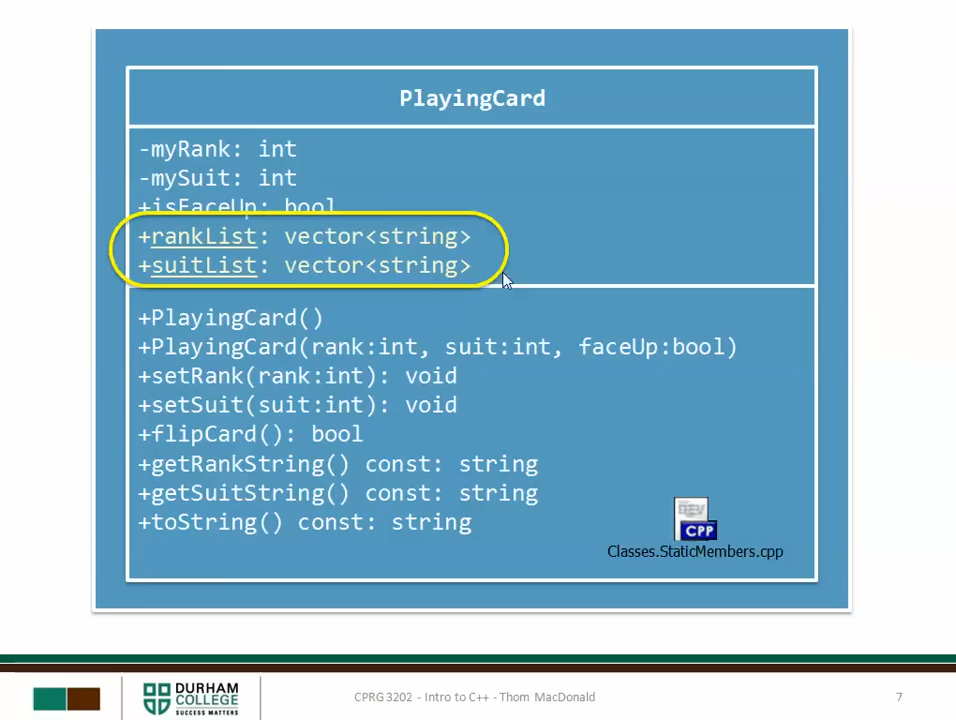 PlayingCard
-myRank: int
-mySuit: int
+isFaceUp: bool
+rankList: vector<string>
+suitList: vector<string>
+PlayingCard()
+PlayingCard(rank:int, suit:int, faceUp:bool)
+setRank(rank:int): void
+setSuit(suit:int): void
+flipCard(): bool
+getRankString() const: string
+getSuitString() const: string
+toString() const: string
DEV
CPP
Classes.StaticMembers.cpp
DURHAM
COLLEGE
SUCCESS MATTERS
CPRG 3202 - Intro to C++ - Thom MacDonald
7